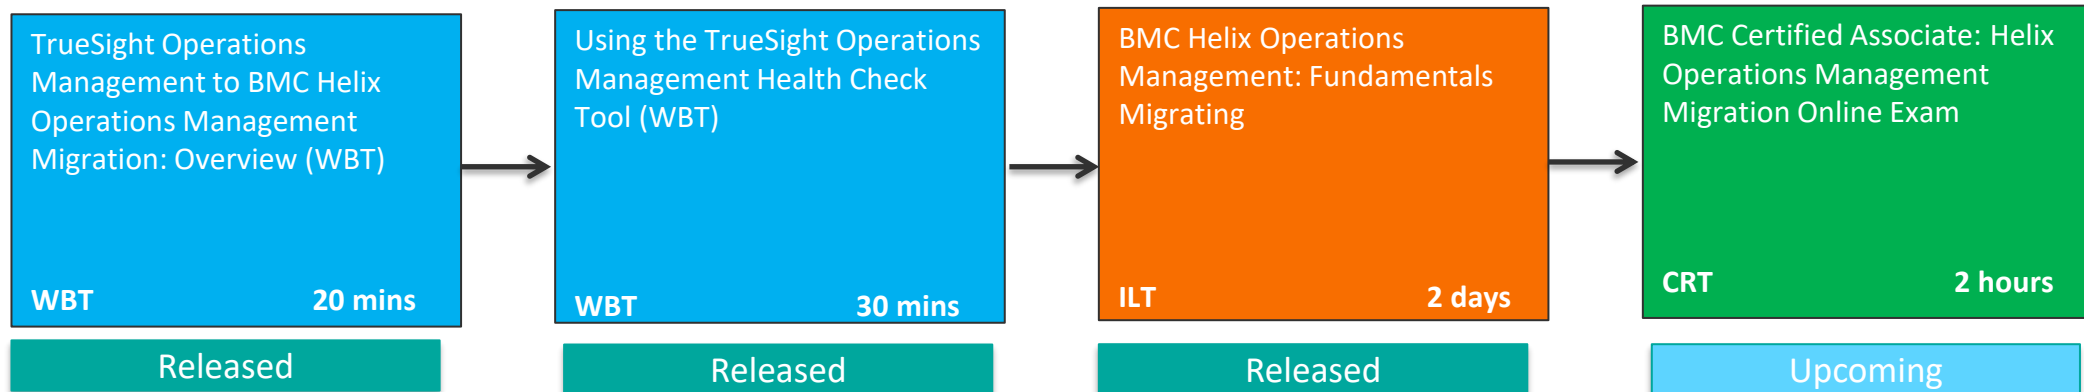 TrueSight Operations
Management to BMC Helix
Operations Management
Migration: Overview (WBT)
WBT 20 mins
Released
Using the TrueSight Operations
Management Health Check
Tool (WBT)
WBT 30 mins
Released
BMC Helix Operations
Management: Fundamentals
Migrating
ILT 2 days
Released
BMC Certified Associate: Helix
Operations Management
Migration Online Exam
CRT 2 hours
Upcoming